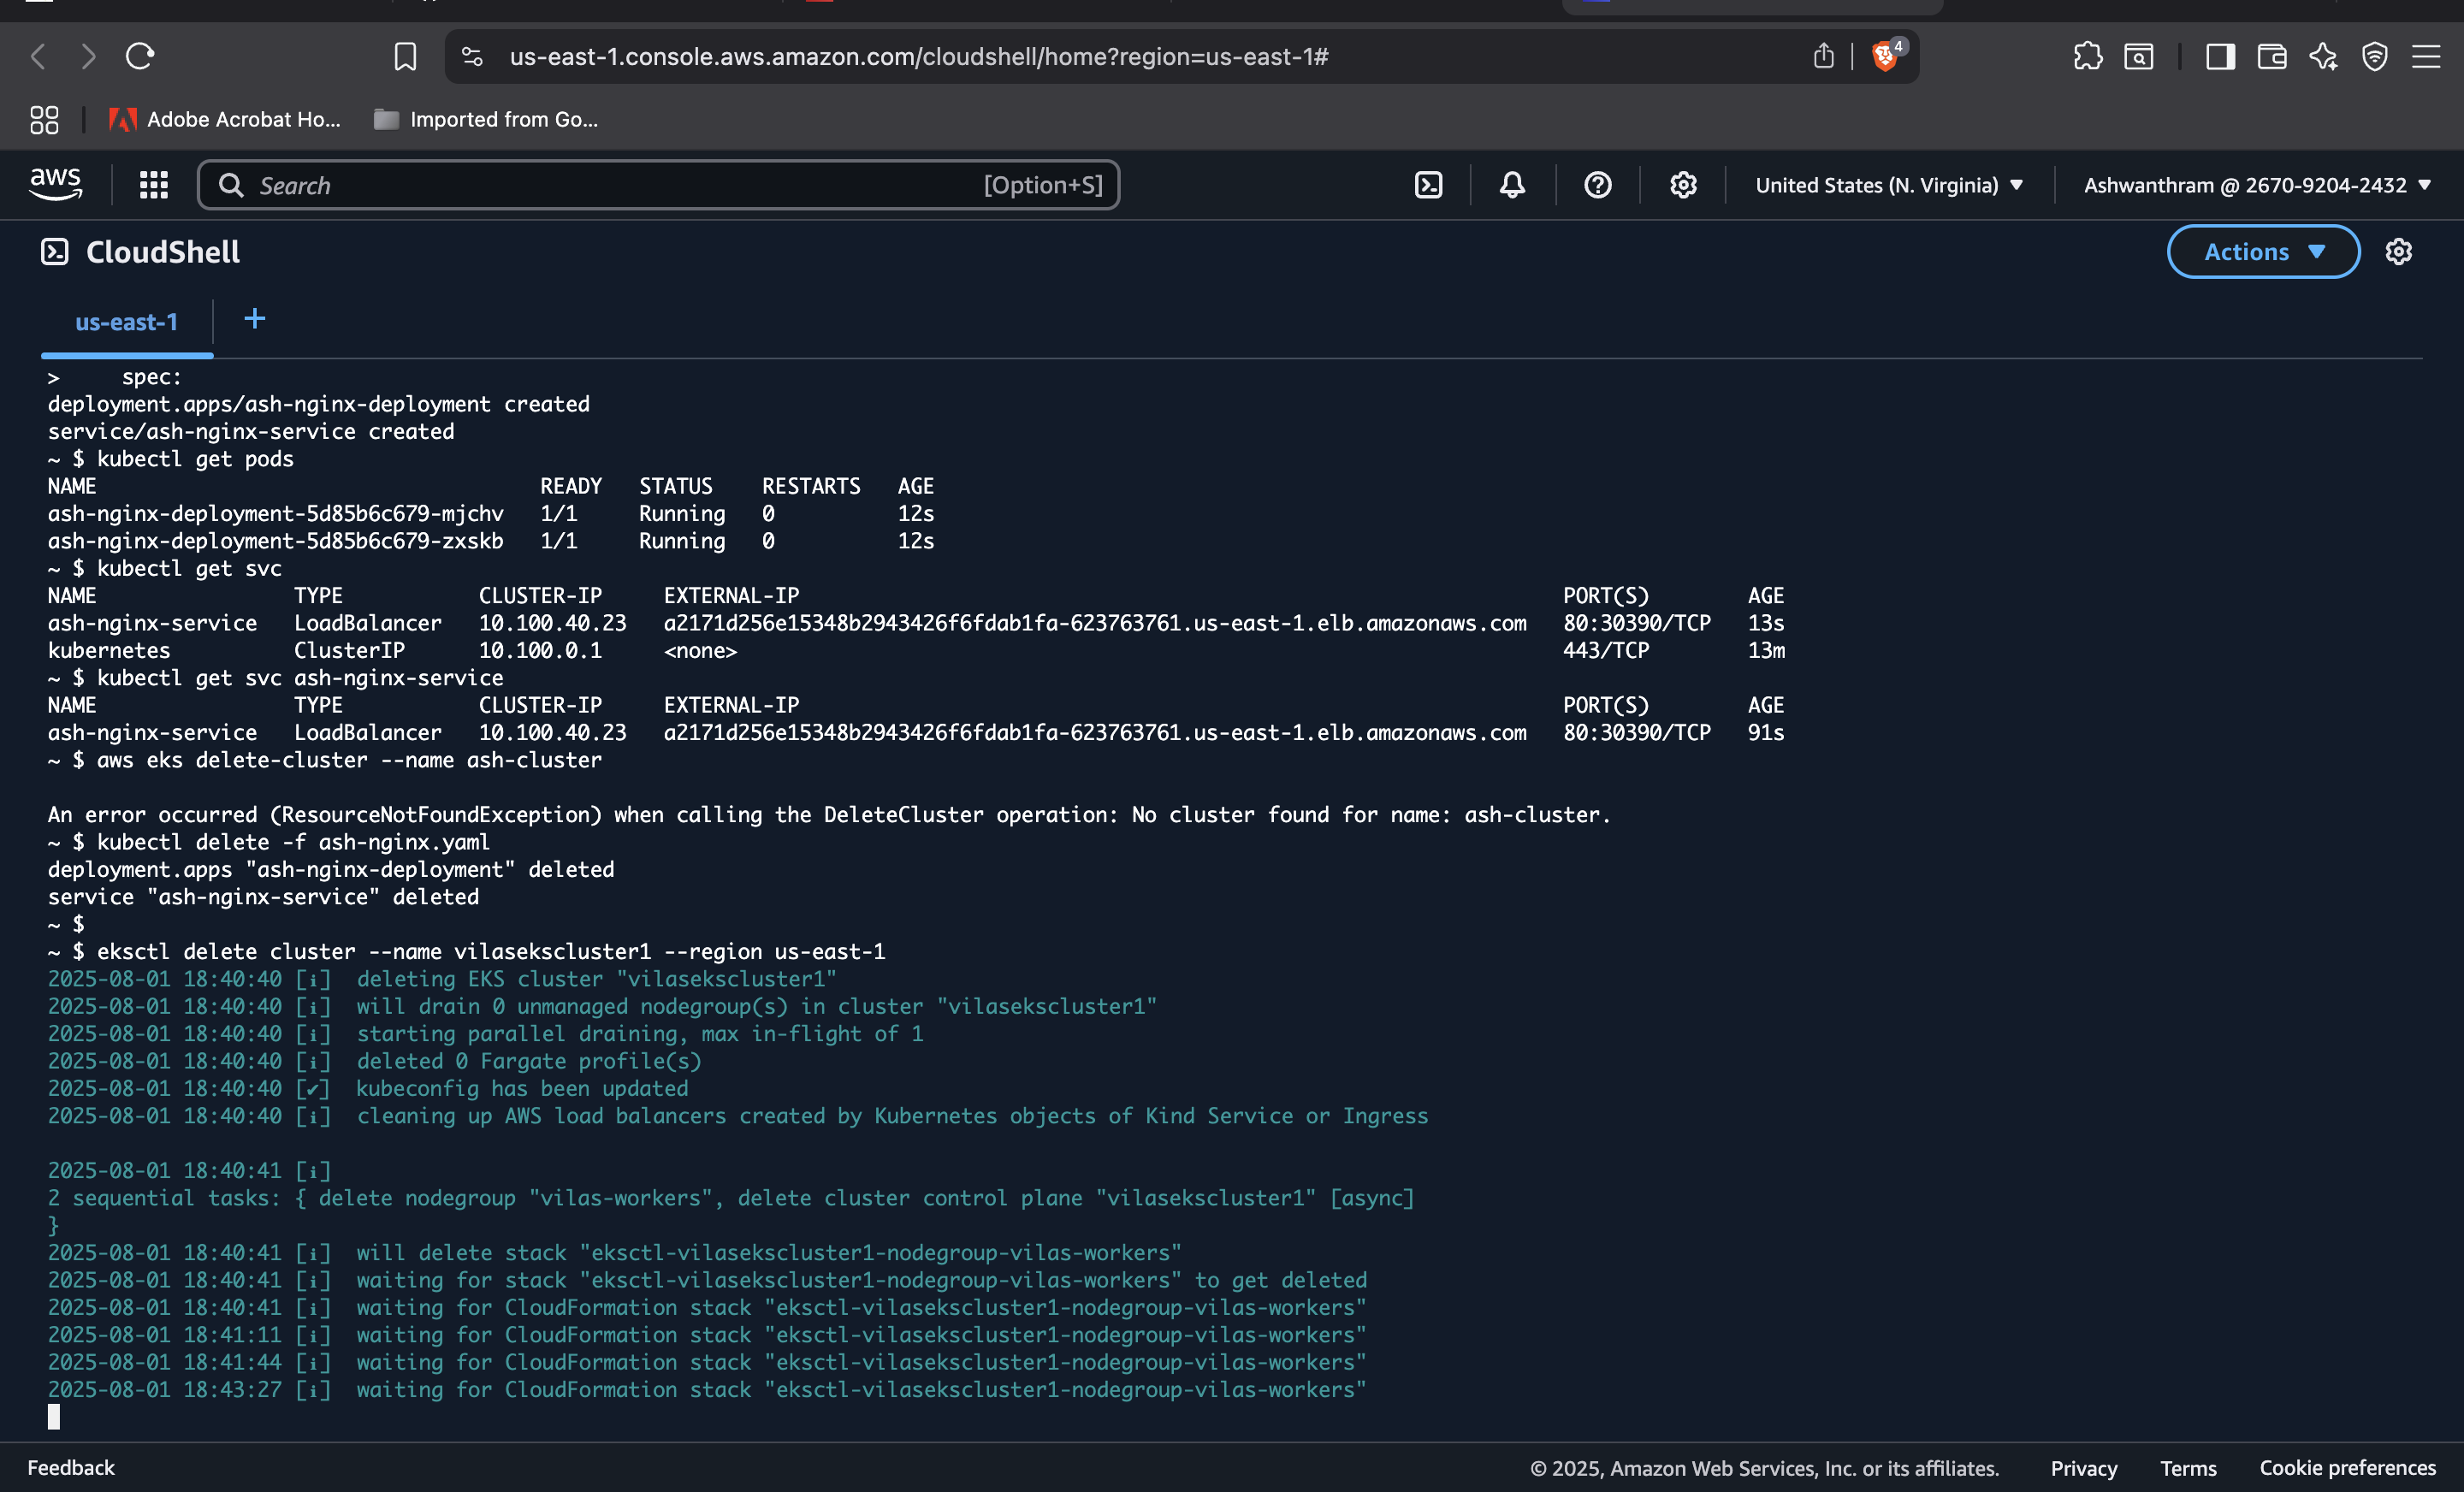 us-east-1.console.aws.amazon.com/cloudshell/home?region=us-east-1#
4
Adobe Acrobat Ho...
Imported from Go...
aws
Search
[Option+S]
United States (N. Virginia)
Ashwanthram @ 2670-9204-2432
CloudShell
Actions
us-east-1
+
>     spec:
deployment.apps/ash-nginx-deployment created
service/ash-nginx-service created
~ $ kubectl get pods
NAME                                    READY   STATUS    RESTARTS   AGE
ash-nginx-deployment-5d85b6c679-mjchv   1/1     Running   0          12s
ash-nginx-deployment-5d85b6c679-zxskb   1/1     Running   0          12s
~ $ kubectl get svc
NAME                TYPE           CLUSTER-IP     EXTERNAL-IP                                                              PORT(S)        AGE
ash-nginx-service   LoadBalancer   10.100.40.23   a2171d256e15348b2943426f6fdab1fa-623763761.us-east-1.elb.amazonaws.com   80:30390/TCP   13s
kubernetes          ClusterIP      10.100.0.1     <none>                                                                   443/TCP        13m
~ $ kubectl get svc ash-nginx-service
NAME                TYPE           CLUSTER-IP     EXTERNAL-IP                                                              PORT(S)        AGE
ash-nginx-service   LoadBalancer   10.100.40.23   a2171d256e15348b2943426f6fdab1fa-623763761.us-east-1.elb.amazonaws.com   80:30390/TCP   91s
~ $ aws eks delete-cluster --name ash-cluster
An error occurred (ResourceNotFoundException) when calling the DeleteCluster operation: No cluster found for name: ash-cluster.
~ $ kubectl delete -f ash-nginx.yaml
deployment.apps "ash-nginx-deployment" deleted
service "ash-nginx-service" deleted
~ $
~ $ eksctl delete cluster --name vilasekscluster1 --region us-east-1
2025-08-01 18:40:40 [ℹ]  deleting EKS cluster "vilasekscluster1"
2025-08-01 18:40:40 [ℹ]  will drain 0 unmanaged nodegroup(s) in cluster "vilasekscluster1"
2025-08-01 18:40:40 [ℹ]  starting parallel draining, max in-flight of 1
2025-08-01 18:40:40 [ℹ]  deleted 0 Fargate profile(s)
2025-08-01 18:40:40 [✔]  kubeconfig has been updated
2025-08-01 18:40:40 [ℹ]  cleaning up AWS load balancers created by Kubernetes objects of Kind Service or Ingress
2025-08-01 18:40:41 [ℹ]
2 sequential tasks: { delete nodegroup "vilas-workers", delete cluster control plane "vilasekscluster1" [async]
}
2025-08-01 18:40:41 [ℹ]  will delete stack "eksctl-vilasekscluster1-nodegroup-vilas-workers"
2025-08-01 18:40:41 [ℹ]  waiting for stack "eksctl-vilasekscluster1-nodegroup-vilas-workers" to get deleted
2025-08-01 18:40:41 [ℹ]  waiting for CloudFormation stack "eksctl-vilasekscluster1-nodegroup-vilas-workers"
2025-08-01 18:41:11 [ℹ]  waiting for CloudFormation stack "eksctl-vilasekscluster1-nodegroup-vilas-workers"
2025-08-01 18:41:44 [ℹ]  waiting for CloudFormation stack "eksctl-vilasekscluster1-nodegroup-vilas-workers"
2025-08-01 18:43:27 [ℹ]  waiting for CloudFormation stack "eksctl-vilasekscluster1-nodegroup-vilas-workers"
Feedback
© 2025, Amazon Web Services, Inc. or its affiliates.
Privacy
Terms
Cookie preferences